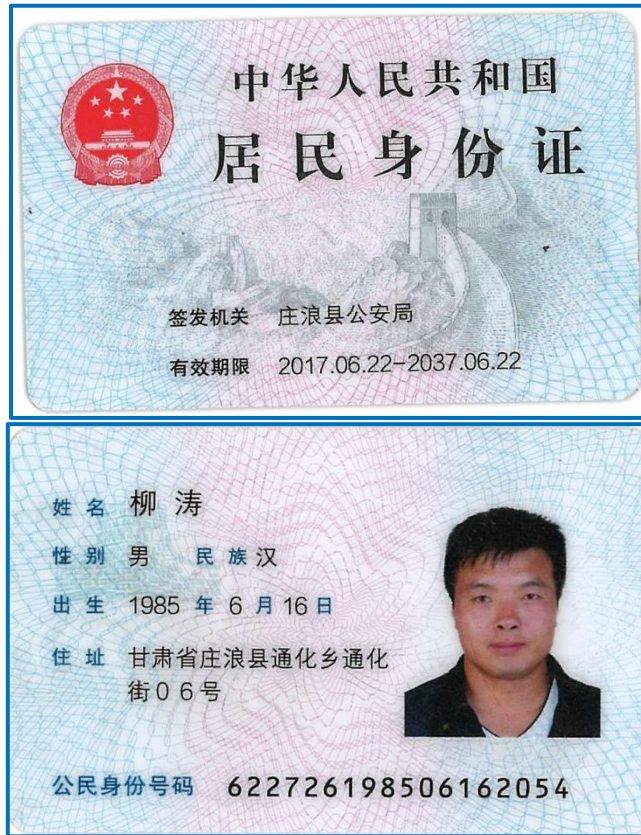 中华人民共和国
居民身份证
签发机关 庄浪县公安局
有效期限 2017.06.22-2037.06.22
姓名 柳涛
性别 男 民族 汉
出生 1985 年 6 月 16 日
住址 甘肃省庄浪县通化乡通化
街06号
公民身份号码 622726198506162054